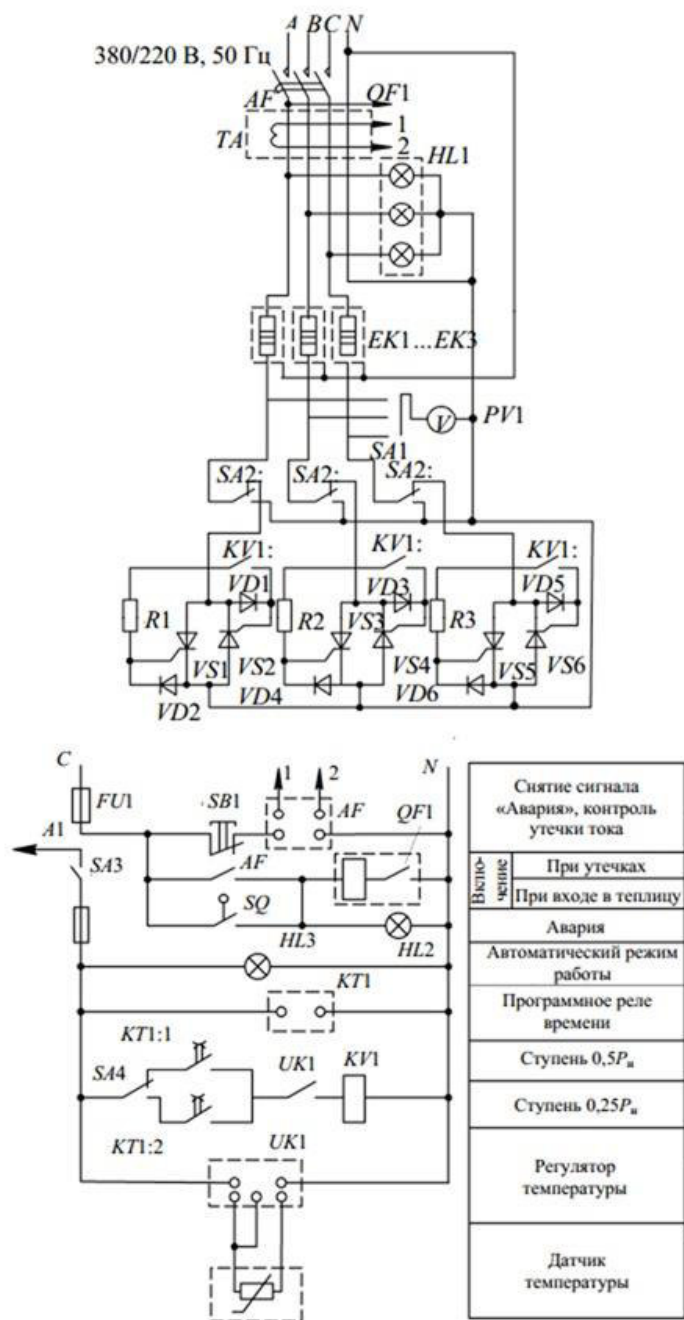 A B C N
380/220 В, 50 Гц
AF QF1
TA 1
2
HL1
EK1...EK3
PV1
V
SA1
SA2: SA2: SA2:
KV1: KV1: KV1:
VD1 VD3 VD5
R1 R2 R3
VS1 VS2 VS3 VS4 VS5 VS6
VD2 VD4 VD6
C N
FU1 SB1 1 2 AF QF1
A1
SA3 AF
SQ
HL3 HL2
KT1
KT1:1
SA4 UK1 KV1
KT1:2 UK1
Снятие сигнала
«Авария», контроль
утечки тока
Вклю-
чение
При утечках
При входе в теплицу
Авария
Автоматический режим
работы
Программное реле
времени
Ступень 0,5Pн
Ступень 0,25Pн
Регулятор
температуры
Датчик
температуры